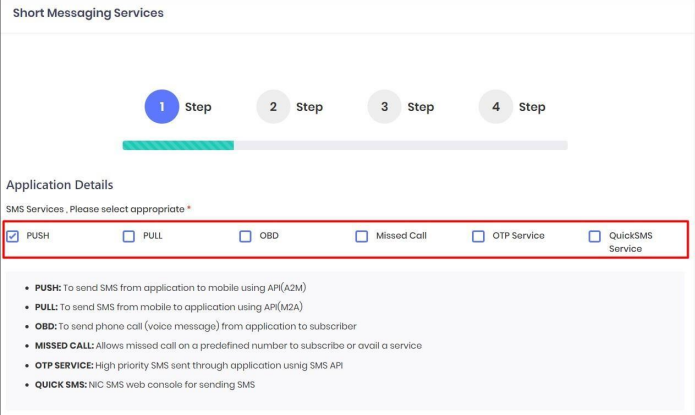 Short Messaging Services
1 Step 2 Step 3 Step 4 Step
Application Details
SMS Services , Please select appropriate *
PUSH PULL OBD Missed Call OTP Service QuickSMS
Service
• PUSH: To send SMS from application to mobile using API(A2M)
• PULL: To send SMS from mobile to application using API(M2A)
• OBD: To send phone call (voice message) from application to subscriber
• MISSED CALL: Allows missed call on a predefined number to subscribe or avail a service
• OTP SERVICE: High priority SMS sent through application usnig SMS API
• QUICK SMS: NIC SMS web console for sending SMS